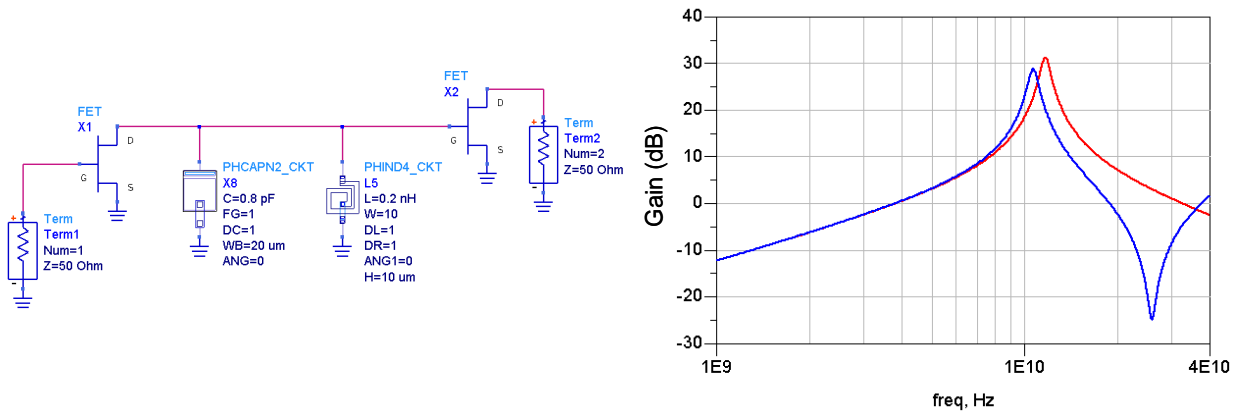 FET
X1
D
G
S
Term
Term1
Num=1
Z=50 Ohm
PHCAPN2_CKT
X8
C=0.8 pF
FG=1
DC=1
WB=20 um
ANG=0
PHIND4_CKT
L5
L=0.2 nH
W=10
DL=1
DR=1
ANG1=0
H=10 um
FET
X2
D
G
S
Term
Term2
Num=2
Z=50 Ohm
Gain (dB)
40
30
20
10
0
-10
-20
-30
1E9
1E10
4E10
freq, Hz